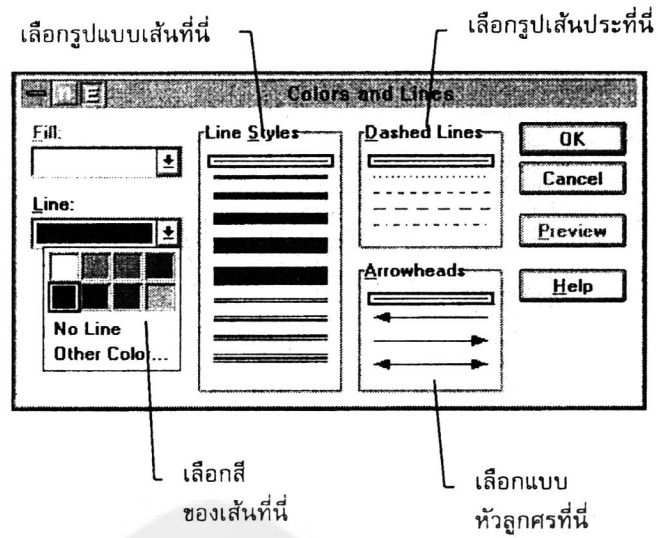 เลือกรูปแบบเส้นที่นี่
เลือกรูปเส้นประที่นี่
Colors and Lines
Fill:
Line:
No Line
Other Color...
Line Styles
Dashed Lines
Arrowheads
OK
Cancel
Preview
Help
เลือกสี
ของเส้นที่นี่
เลือกแบบ
หัวลูกศรที่นี่